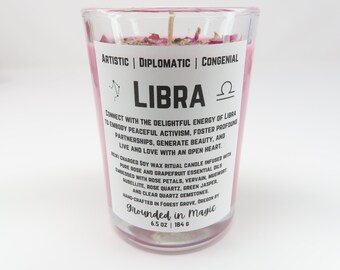 Artistic | Diplomatic | Congenial
Libra
Connect with the delightful energy of Libra
to embody peaceful activism, foster profound
partnerships, generate beauty, and
live and love with an open heart.
Reiki charged soy wax ritual candle infused with
pure rose and grapefruit essential oils
Embedded with rose petals, vervain, mugwort
rubellite, rose quartz, green jasper,
and clear quartz gemstones.
Hand-crafted in Forest Grove, Oregon by
Grounded in Magic
6.5 oz | 184 g